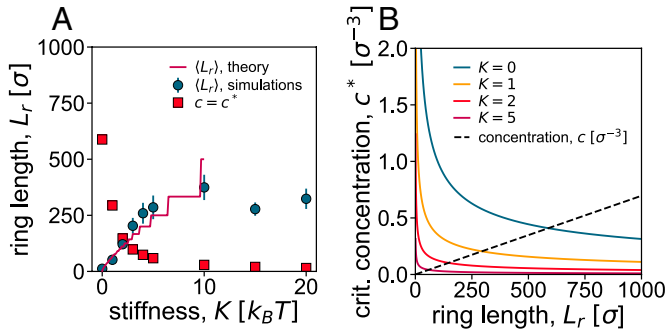 A
1000
750
500
250
0
ring length, L_r [σ]
⟨L_r⟩, theory
⟨L_r⟩, simulations
c = c*
0
10
20
stiffness, K [k_BT]
B
2.0
1.5
1.0
0.5
0.0
crit. concentration, c* [σ⁻³]
K = 0
K = 1
K = 2
K = 5
concentration, c [σ⁻³]
0 250 500 750 1000
ring length, L_r [σ]